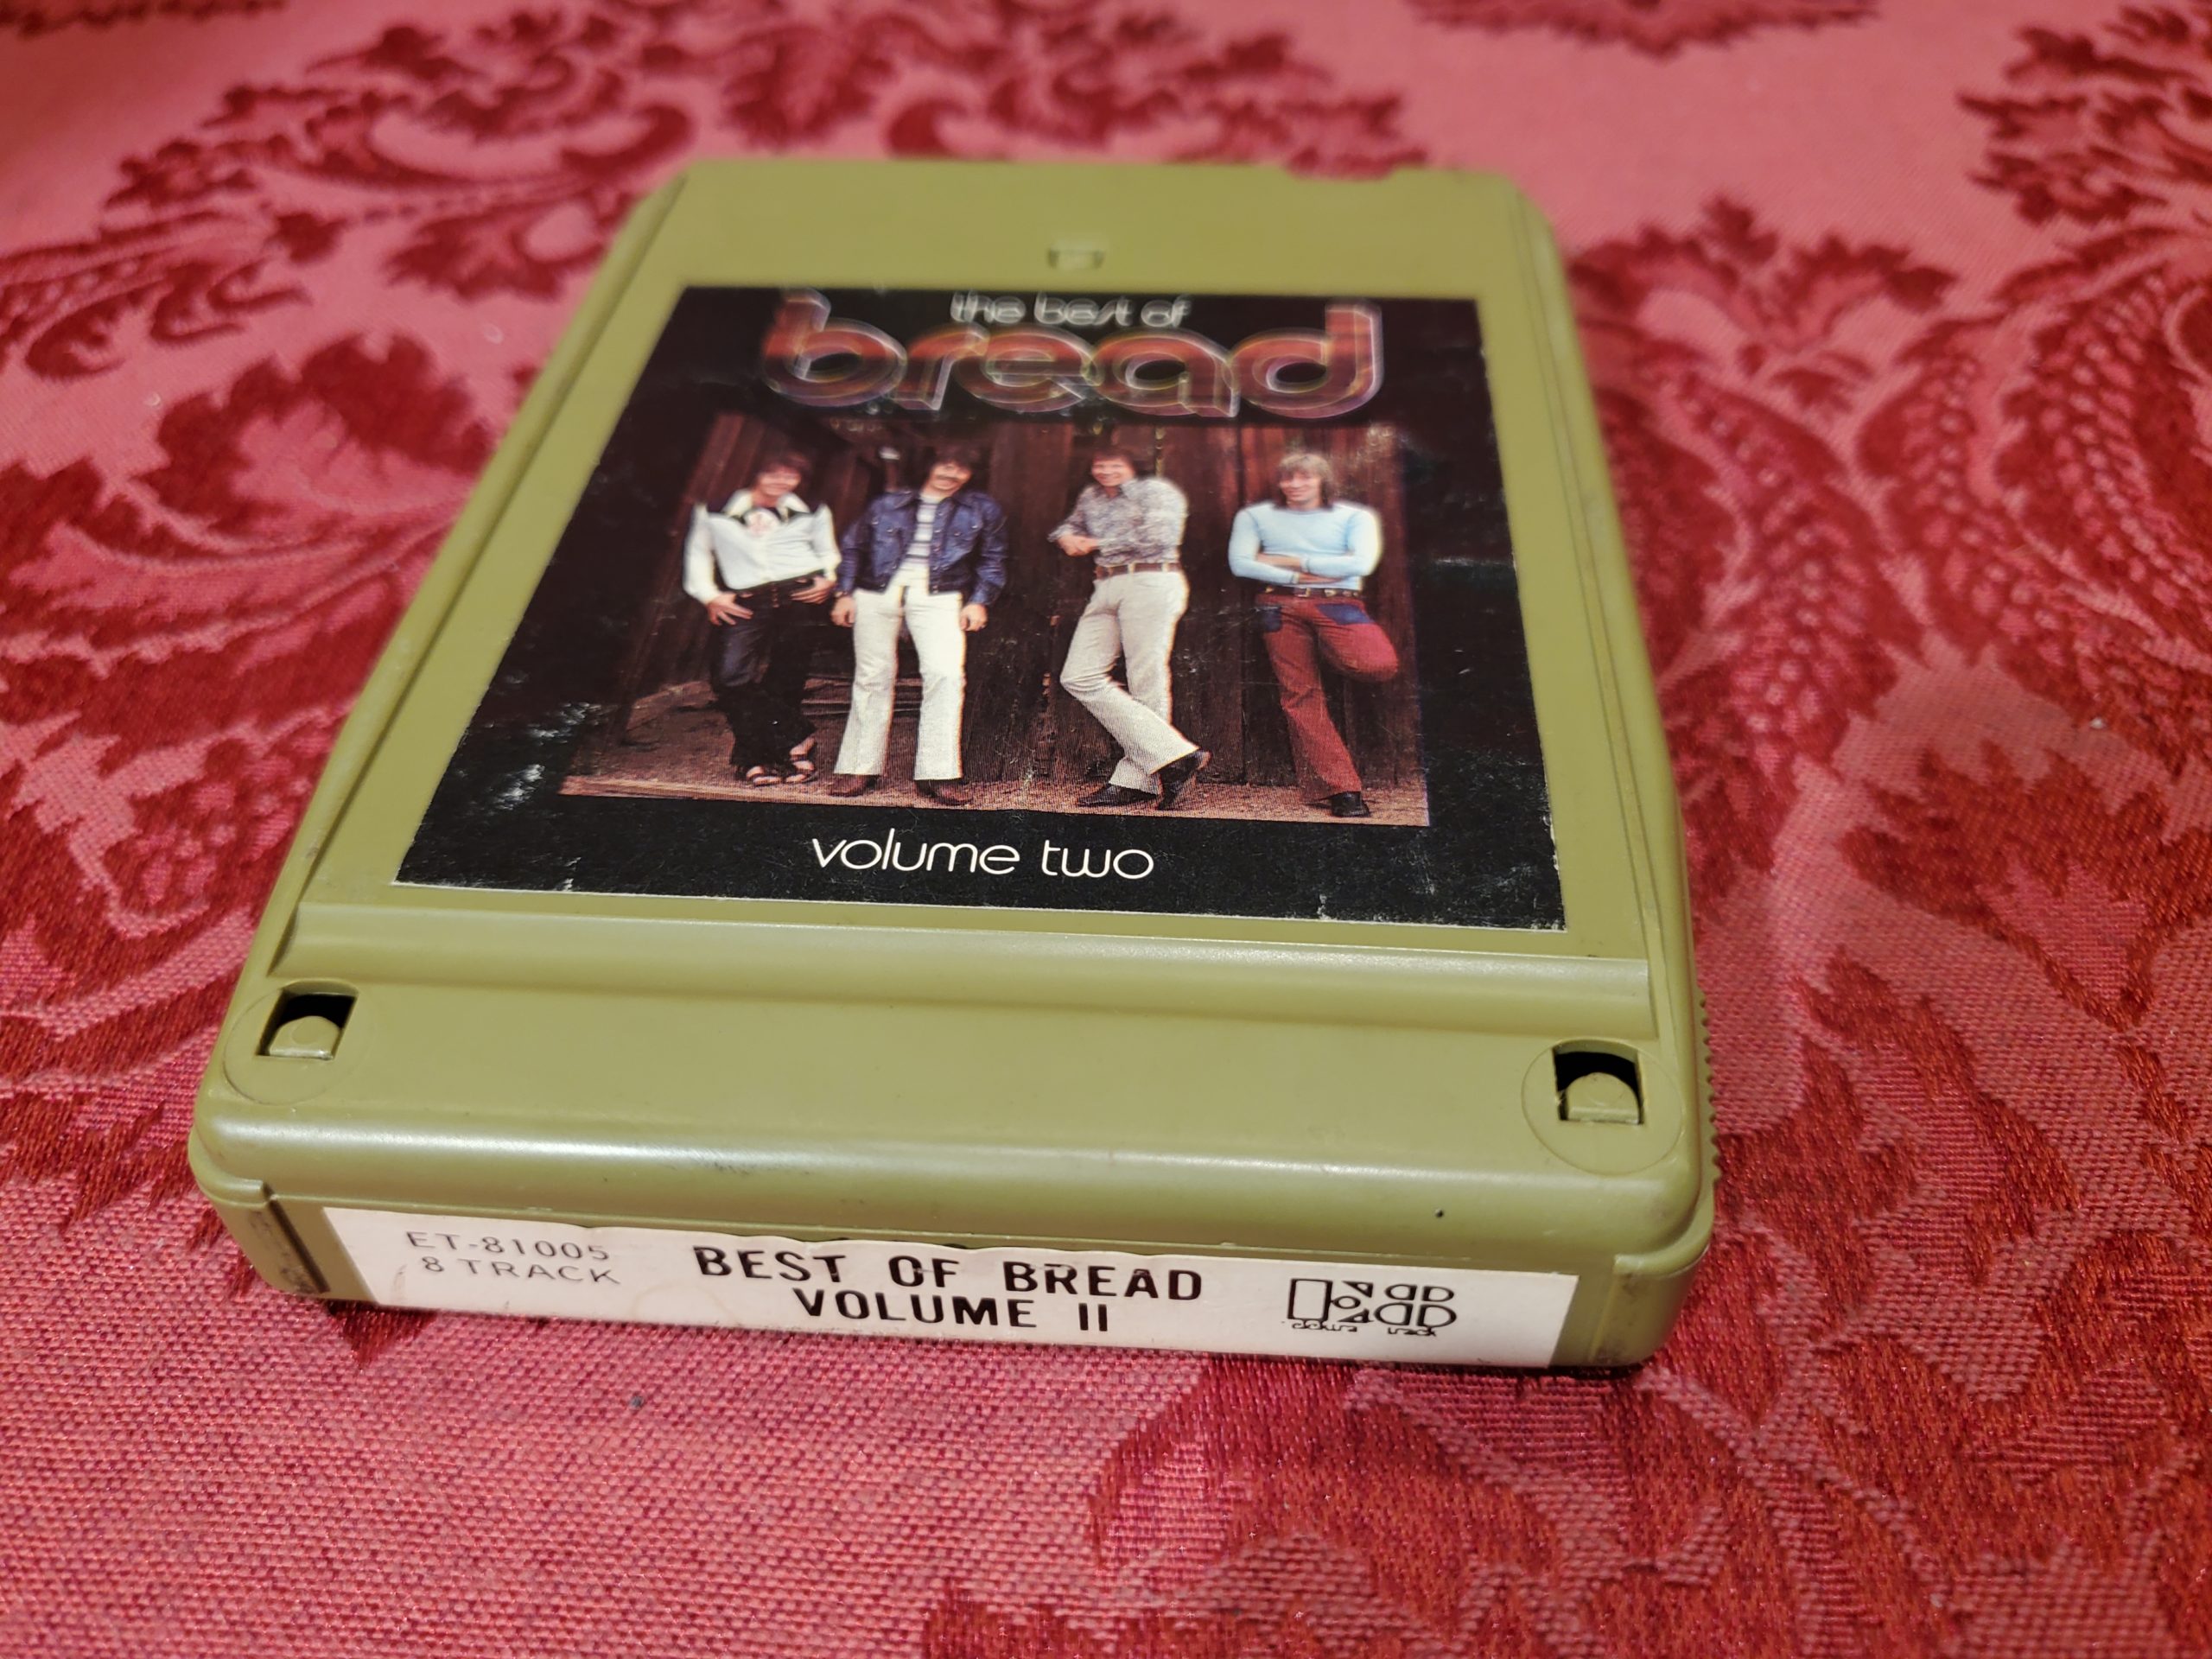 the best of
bread
volume two
ET-81005
8 TRACK
BEST OF BREAD
VOLUME II